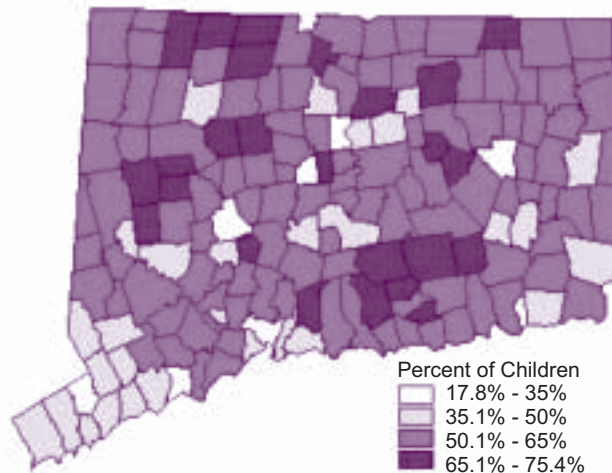 Percent of Children
17.8% - 35%
35.1% - 50%
50.1% - 65%
65.1% - 75.4%